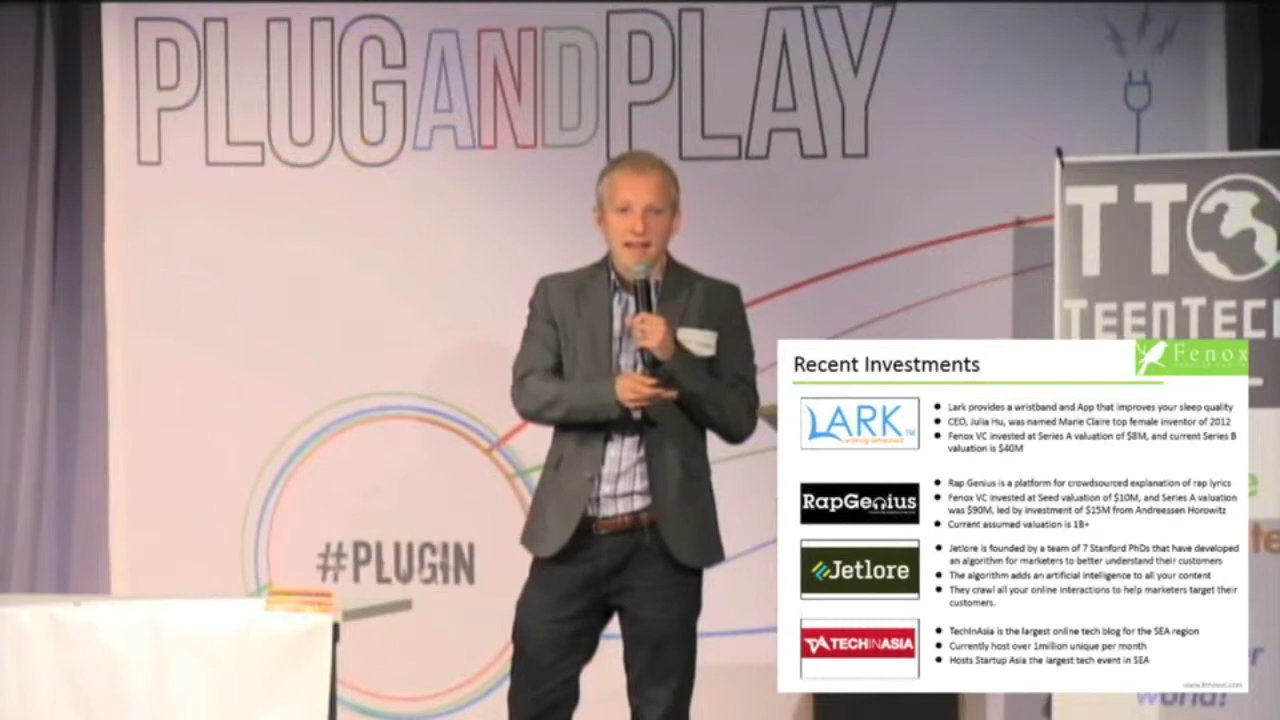 PLUGANDPLAY
TTO
TEENTECH
#PLUGIN
Recent Investments
Fenox
LARK
Lark provides a wristband and App that improves your sleep quality
CEO, Julia Hu, was named Marie Claire top female inventor of 2012
Fenox VC invested at Series A valuation of $8M, and current Series B
valuation is $40M
RapGenius
Rap Genius is a platform for crowdsourced explanation of rap lyrics
Fenox VC invested at Seed valuation of $10M, and Series A valuation
was $90M, led by investment of $15M from Andreessen Horowitz
Current assumed valuation is 1B+
Jetlore
Jetlore is founded by a team of 7 Stanford PhDs that have developed
an algorithm for marketers to better understand their customers
The algorithm adds an artificial intelligence to all your content
They crawl all your online interactions to help marketers target their
customers.
TECHINASIA
TechInAsia is the largest online tech blog for the SEA region
Currently host over 1million unique per month
Hosts Startup Asia the largest tech event in SEA
world!